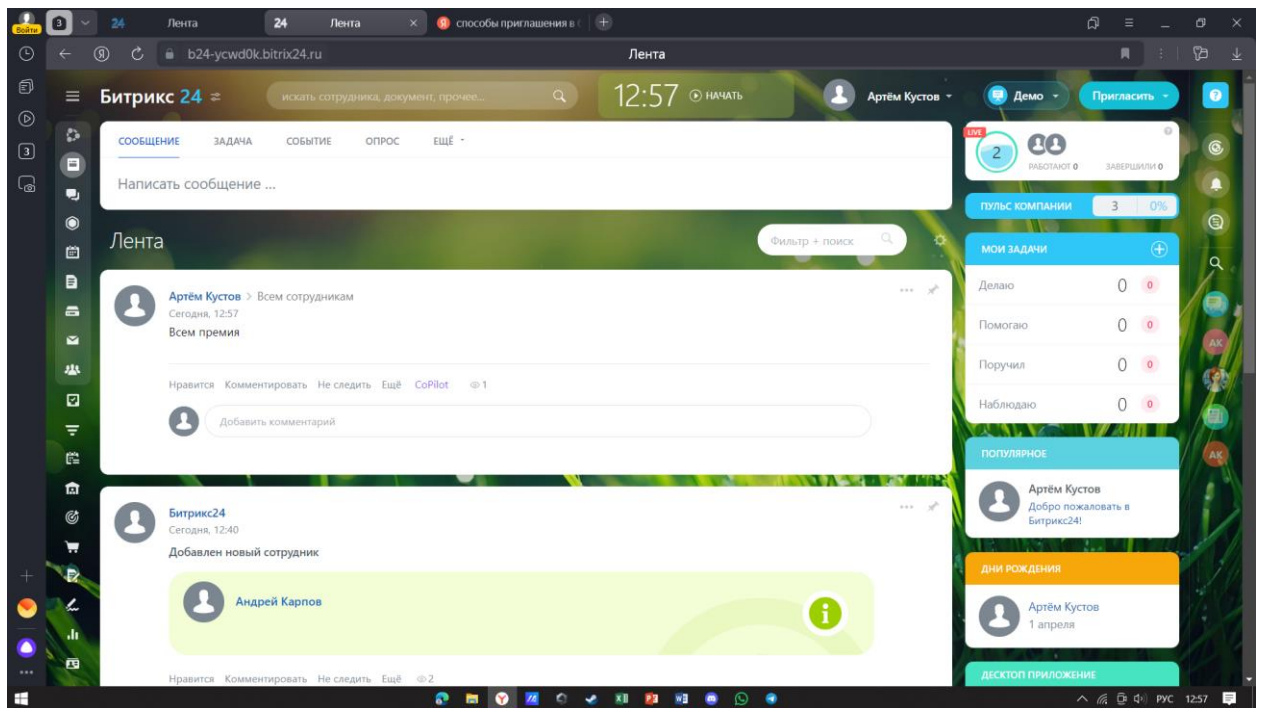 Войти
3
24 Лента
24 Лента
способы приглашения в
b24-ycwd0k.bitrix24.ru
Лента
Битрикс 24
искать сотрудника, документ, прочее...
12:57 НАЧАТЬ
Артём Кустов
Демо
Пригласить
3
СООБЩЕНИЕ ЗАДАЧА СОБЫТИЕ ОПРОС ЕЩЁ
Написать сообщение ...
LIVE
2
РАБОТАЮТ 0 ЗАВЕРШИЛИ 0
ПУЛЬС КОМПАНИИ 3 0%
Лента
Фильтр + поиск
МОИ ЗАДАЧИ
Делаю 0 0
Помогаю 0 0
Поручил 0 0
Наблюдаю 0 0
АК
АК
Артём Кустов > Всем сотрудникам
Сегодня, 12:57
Всем премия
Нравится Комментировать Не следить Ещё CoPilot 1
Добавить комментарий
ПОПУЛЯРНОЕ
Артём Кустов
Добро пожаловать в
Битрикс24!
Битрикс24
Сегодня, 12:40
Добавлен новый сотрудник
Андрей Карпов
Нравится Комментировать Не следить Ещё 2
ДНИ РОЖДЕНИЯ
Артём Кустов
1 апреля
ДЕСКТОП ПРИЛОЖЕНИЕ
РУС 12:57